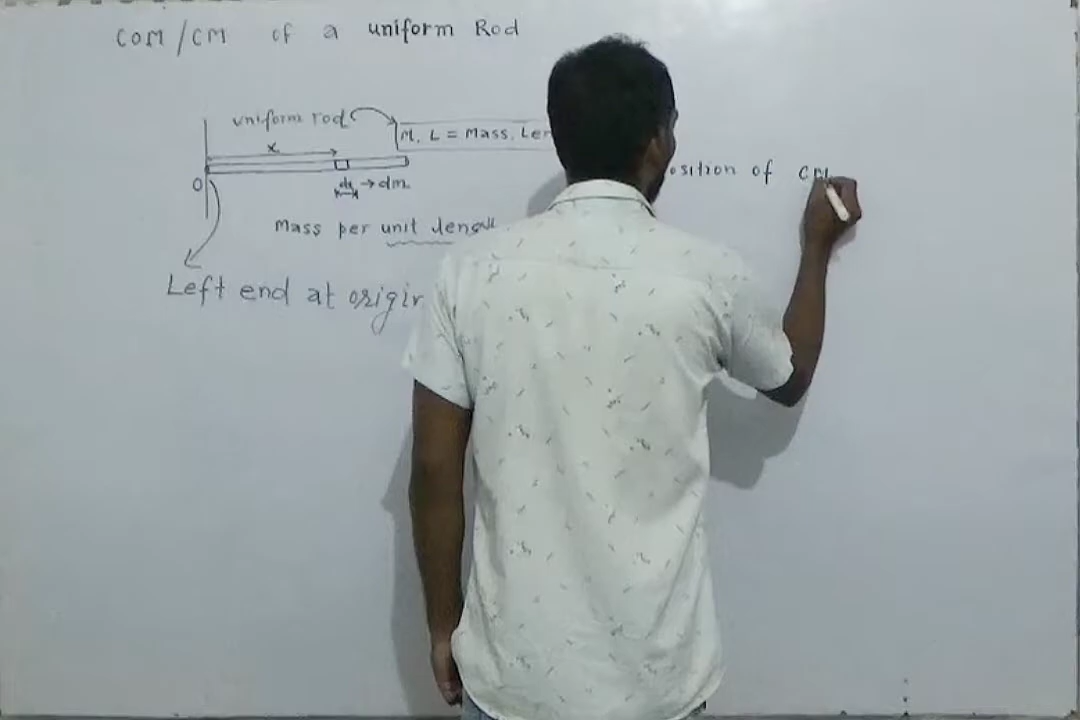 COM/CM of a uniform Rod
uniform rod
M, L = Mass, Len
x
O
dx → dm
osition of CM
Mass per unit length
Left end at origin